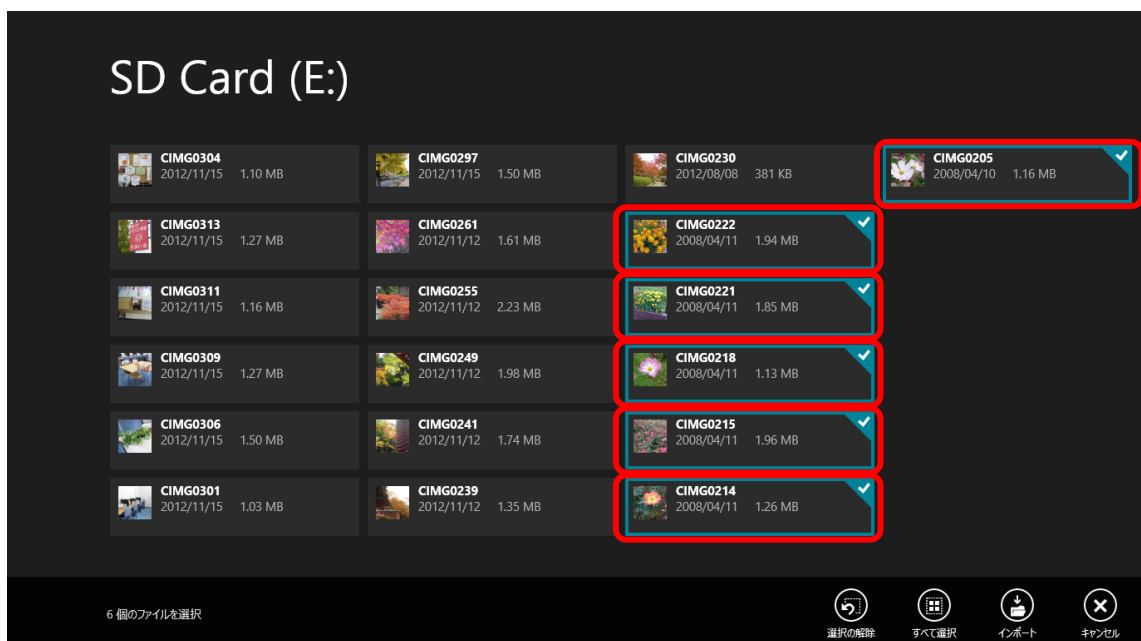 SD Card (E:)
CIMG0304
2012/11/15 1.10 MB
CIMG0313
2012/11/15 1.27 MB
CIMG0311
2012/11/15 1.16 MB
CIMG0309
2012/11/15 1.27 MB
CIMG0306
2012/11/15 1.50 MB
CIMG0301
2012/11/15 1.03 MB
CIMG0297
2012/11/15 1.50 MB
CIMG0261
2012/11/12 1.61 MB
CIMG0255
2012/11/12 2.23 MB
CIMG0249
2012/11/12 1.98 MB
CIMG0241
2012/11/12 1.74 MB
CIMG0239
2012/11/12 1.35 MB
CIMG0230
2012/08/08 381 KB
CIMG0222
2008/04/11 1.94 MB
CIMG0221
2008/04/11 1.85 MB
CIMG0218
2008/04/11 1.13 MB
CIMG0215
2008/04/11 1.96 MB
CIMG0214
2008/04/11 1.26 MB
CIMG0205
2008/04/10 1.16 MB
6 個のファイルを選択
選択の解除
すべて選択
インポート
キャンセル